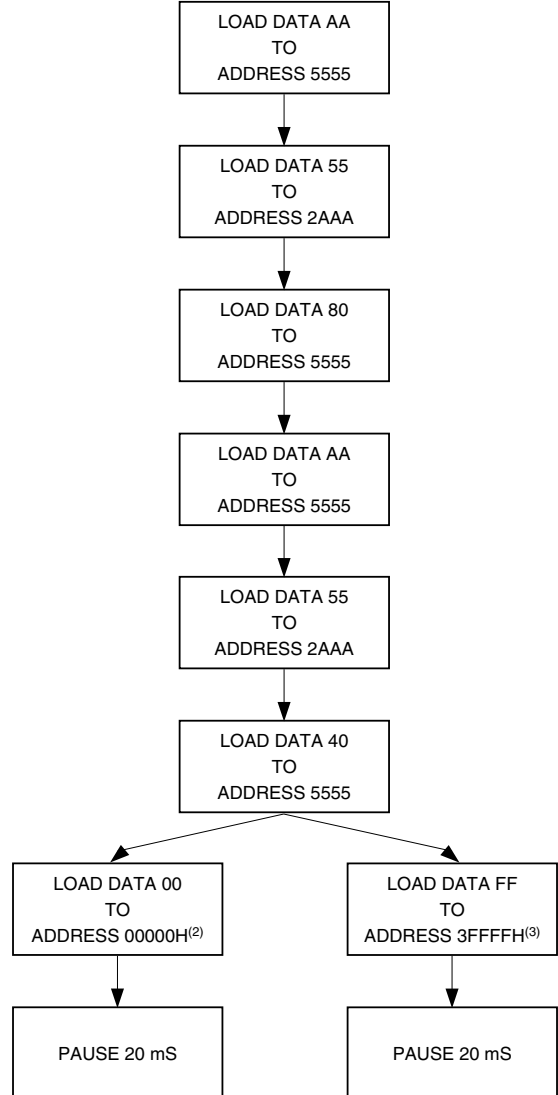 LOAD DATA AA
TO
ADDRESS 5555
LOAD DATA 55
TO
ADDRESS 2AAA
LOAD DATA 80
TO
ADDRESS 5555
LOAD DATA AA
TO
ADDRESS 5555
LOAD DATA 55
TO
ADDRESS 2AAA
LOAD DATA 40
TO
ADDRESS 5555
LOAD DATA 00
TO
ADDRESS 00000H(2)
LOAD DATA FF
TO
ADDRESS 3FFFFH(3)
PAUSE 20 mS
PAUSE 20 mS